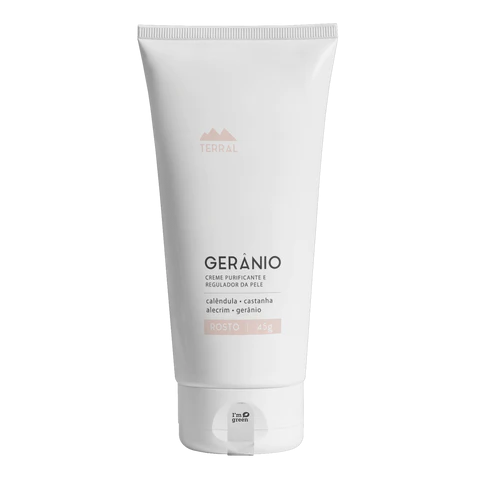 TERRAL
GERÂNIO
CREME PURIFICANTE E
REGULADOR DA PELE
calêndula • castanha
alecrim • gerânio
ROSTO | 45g
I'm
green